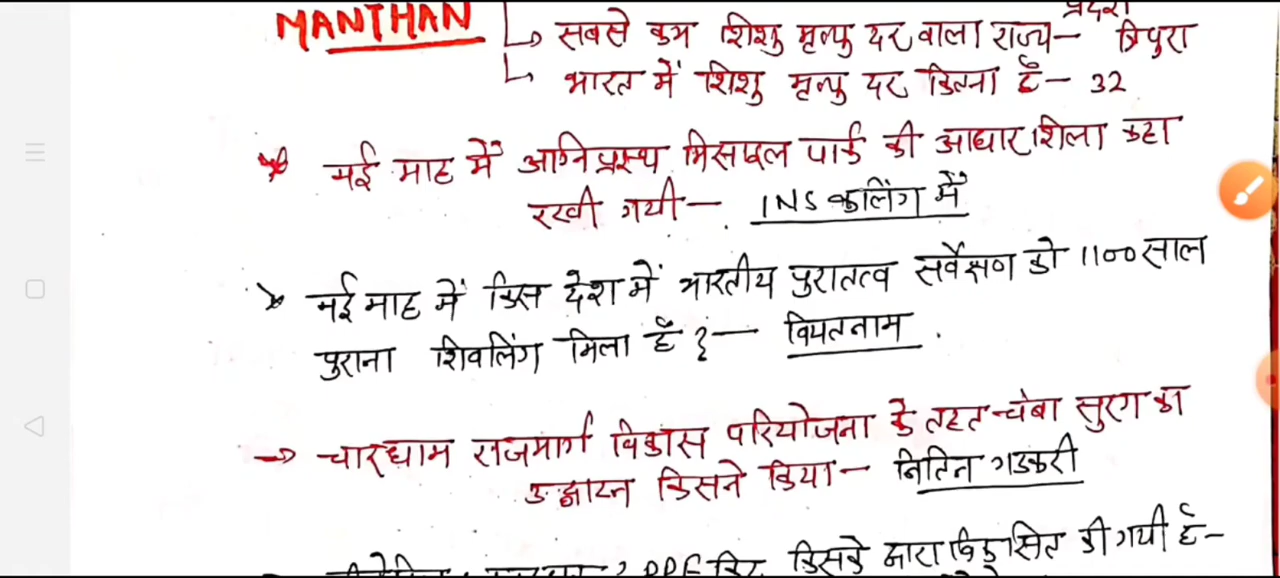 MANTHAN
प्रदेश
सबसे कम शिशु मृत्यु दर वाला राज्य - त्रिपुरा
भारत में शिशु मृत्यु दर कितना है - 32
मई माह में अग्निप्रस्थ मिसाइल पार्क की आधार शिला कहा
रखी गयी - INS कलिंग में
मई माह में किस देश में भारतीय पुरातत्व सर्वेक्षण को 1100 साल
पुराना शिवलिंग मिला है ? - वियतनाम .
चारधाम राजमार्ग विकास परियोजना के तहत चंबा सुरंग का
उद्घाटन किसने किया - नितिन गडकरी
किसके द्वारा विकसित की गयी है -